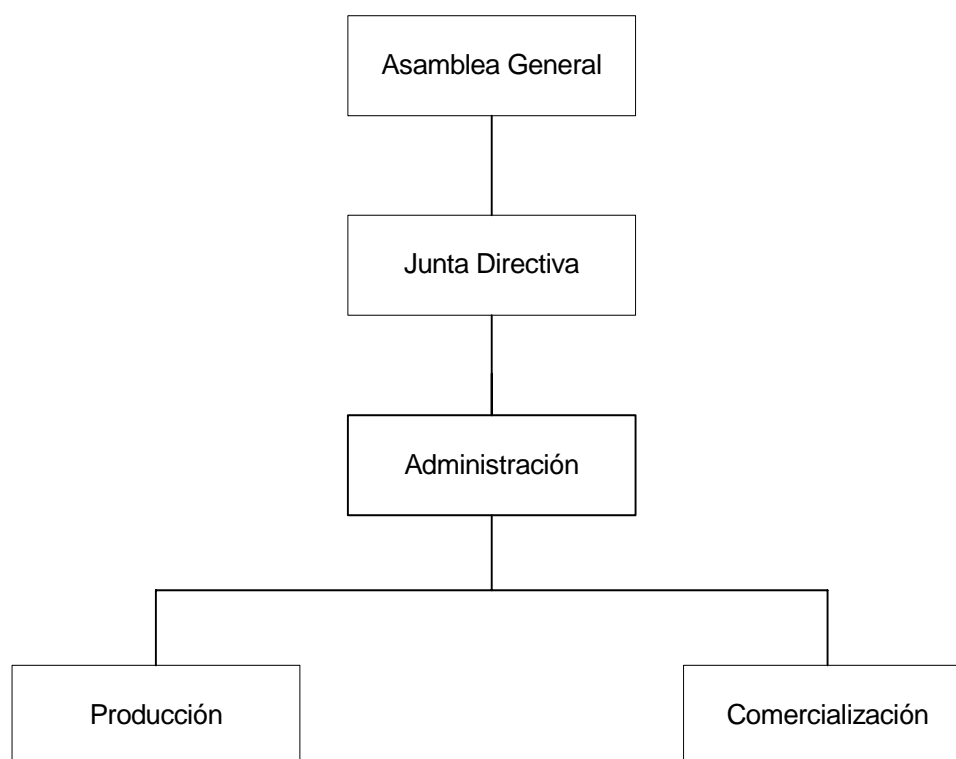 Asamblea General
Junta Directiva
Administración
Producción
Comercialización